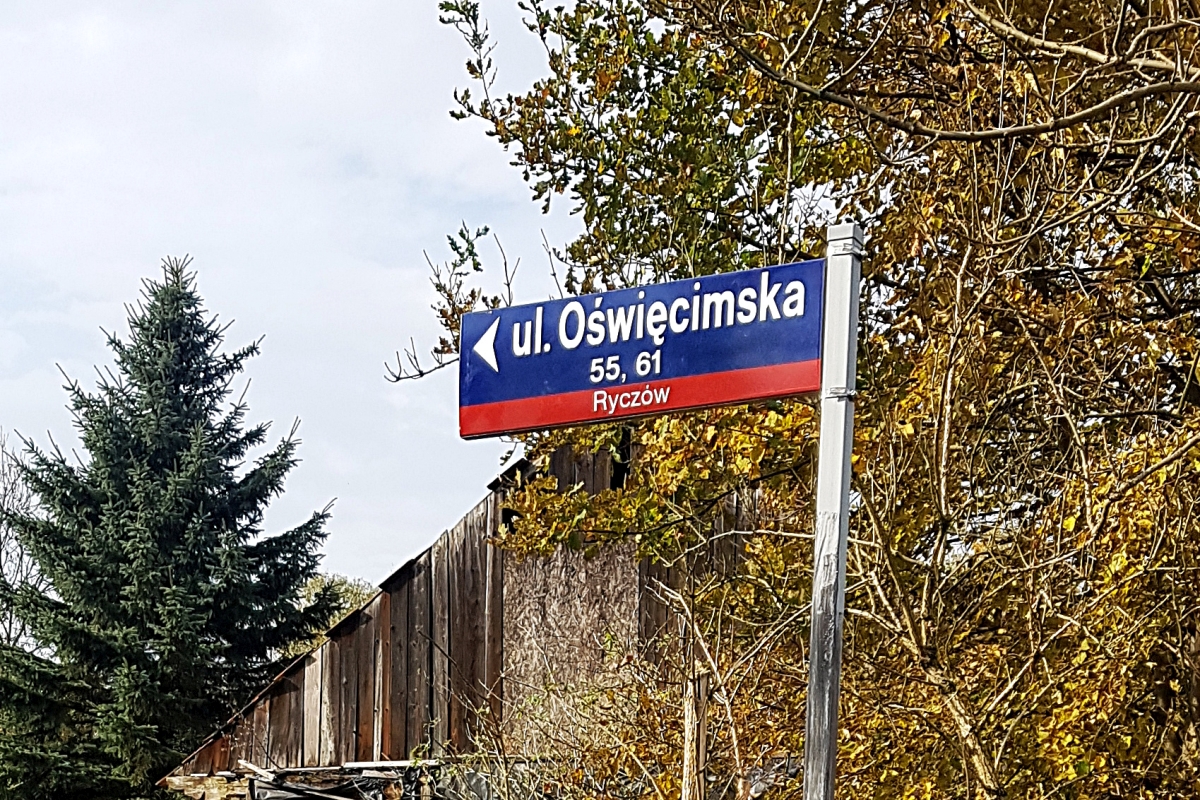 ul. Oświęcimska
55, 61
Ryczów